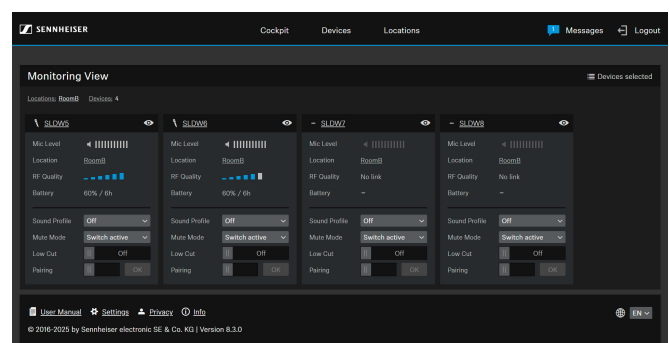 SENNHEISER Cockpit Devices Locations 1 Messages Logout
Monitoring View Devices selected
Locations: RoomB Devices: 4
SLDW5 SLDW6 – SLDW7 – SLDW8
Mic Level Mic Level Mic Level Mic Level
Location RoomB Location RoomB Location RoomB Location RoomB
RF Quality RF Quality RF Quality No link RF Quality No link
Battery 60% / 6h Battery 60% / 6h Battery – Battery –
Sound Profile Off Sound Profile Off Sound Profile Off Sound Profile Off
Mute Mode Switch active Mute Mode Switch active Mute Mode Switch active Mute Mode Switch active
Low Cut Off Low Cut Off Low Cut Off Low Cut Off
Pairing OK Pairing OK Pairing OK Pairing OK
User Manual Settings Privacy Info EN
© 2016-2025 by Sennheiser electronic SE & Co. KG | Version 8.3.0